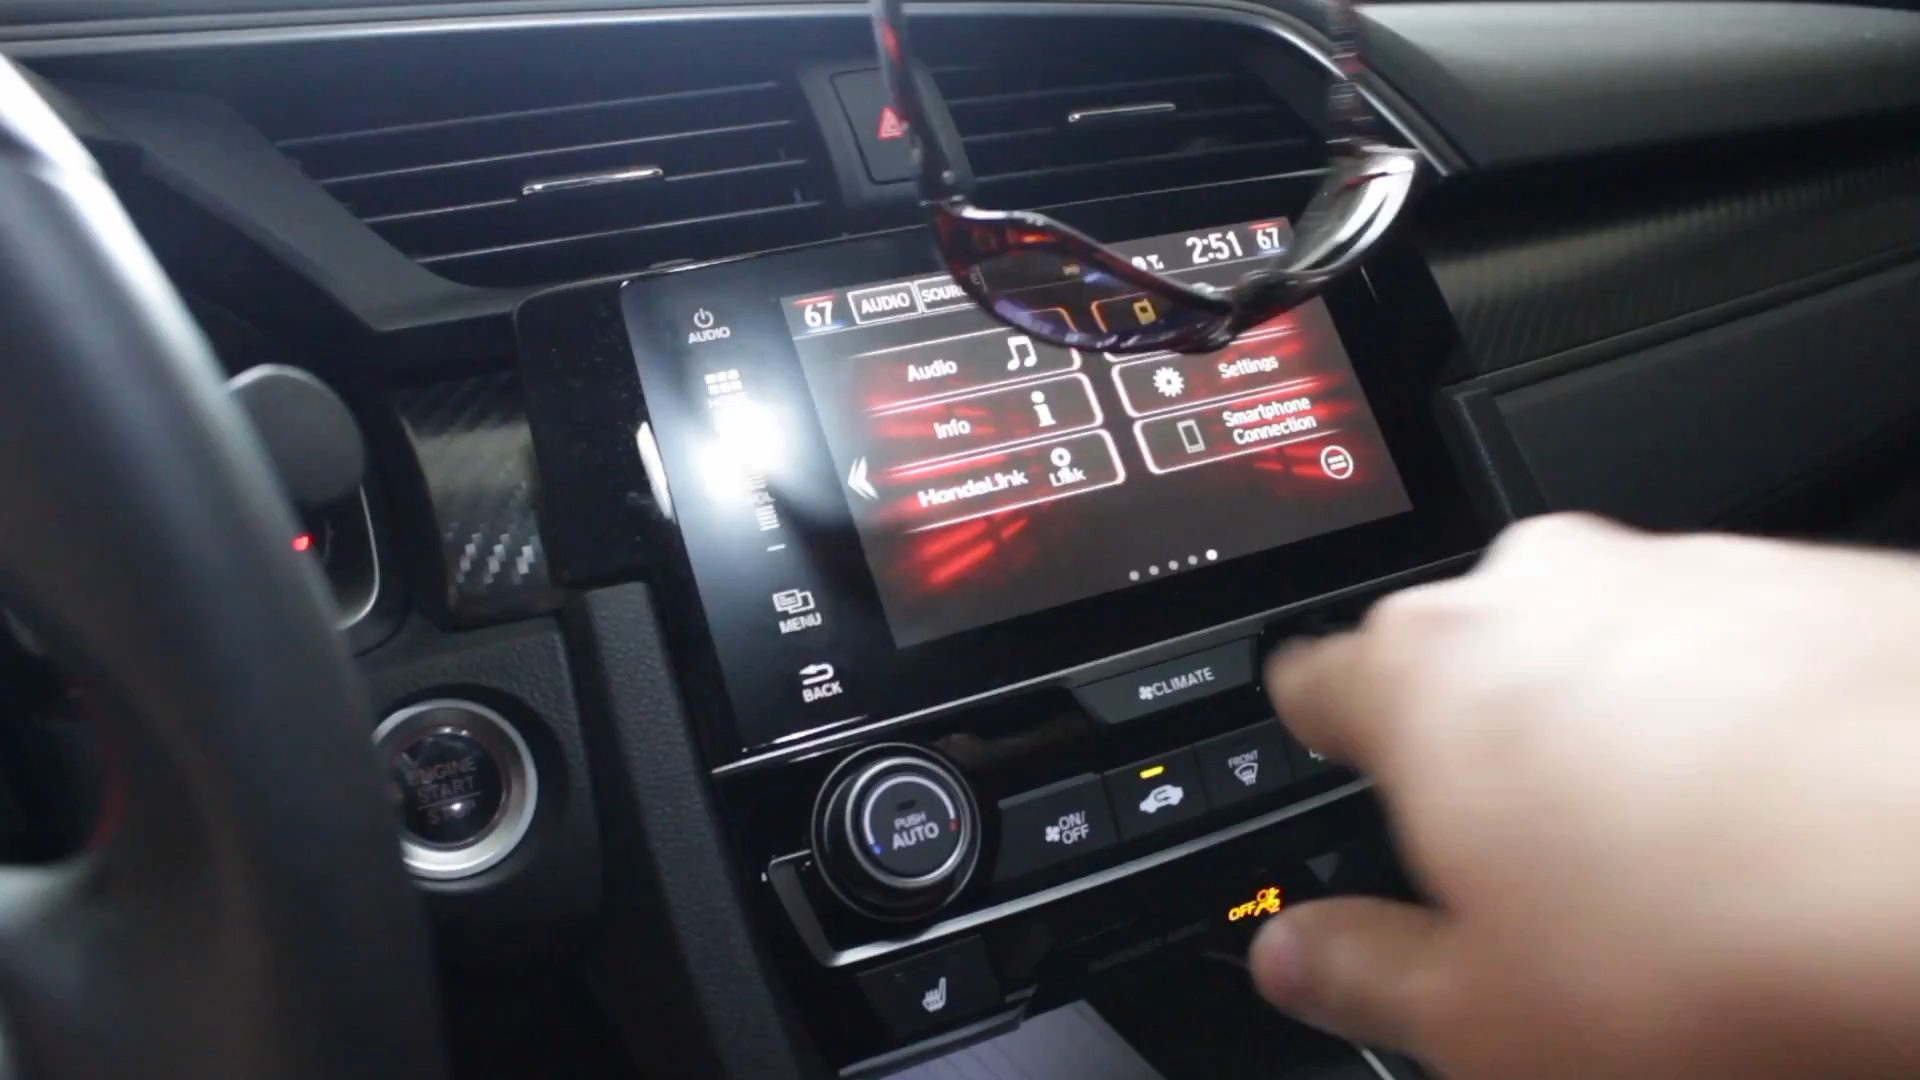 2:51
67
67
AUDIO
AUDIO
Audio
Settings
Info
Smartphone
Connection
HondaLink
Link
MENU
BACK
CLIMATE
ENGINE
START
STOP
PUSH
AUTO
ON/
OFF
FRONT
OFF